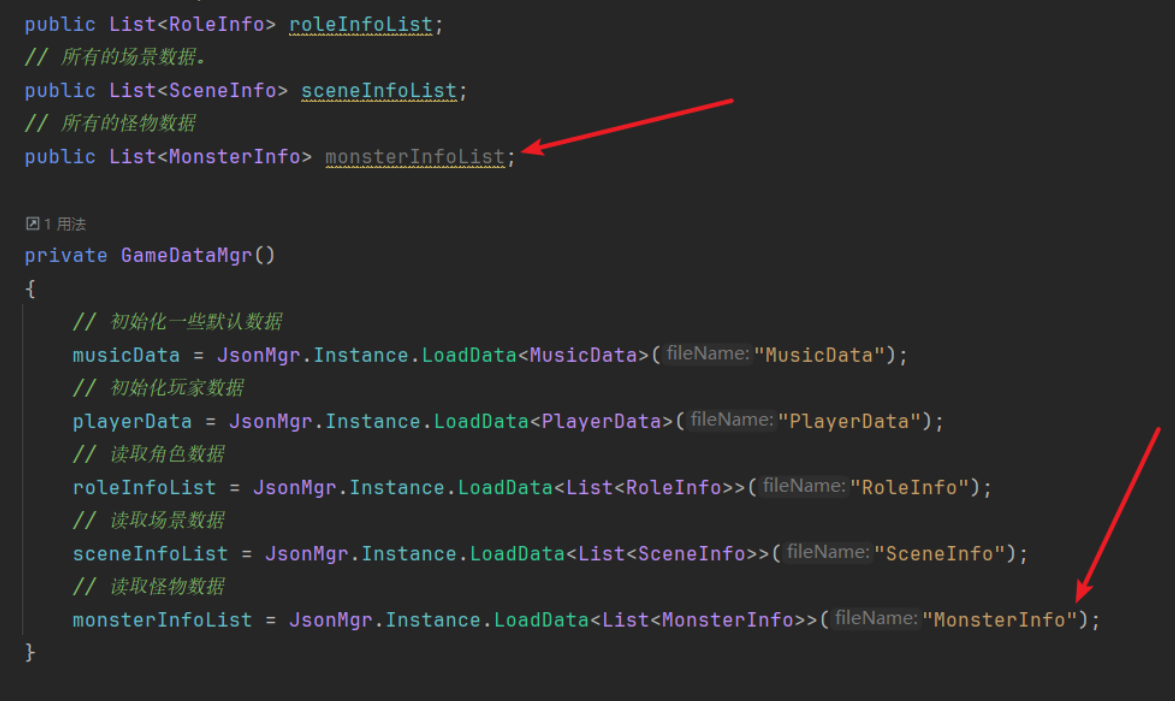 public List<RoleInfo> roleInfoList;
// 所有的场景数据。
public List<SceneInfo> sceneInfoList;
// 所有的怪物数据
public List<MonsterInfo> monsterInfoList;
1 用法
private GameDataMgr()
{
// 初始化一些默认数据
musicData = JsonMgr.Instance.LoadData<MusicData>( fileName: "MusicData");
// 初始化玩家数据
playerData = JsonMgr.Instance.LoadData<PlayerData>( fileName: "PlayerData");
// 读取角色数据
roleInfoList = JsonMgr.Instance.LoadData<List<RoleInfo>>( fileName: "RoleInfo");
// 读取场景数据
sceneInfoList = JsonMgr.Instance.LoadData<List<SceneInfo>>( fileName: "SceneInfo");
// 读取怪物数据
monsterInfoList = JsonMgr.Instance.LoadData<List<MonsterInfo>>( fileName: "MonsterInfo");
}